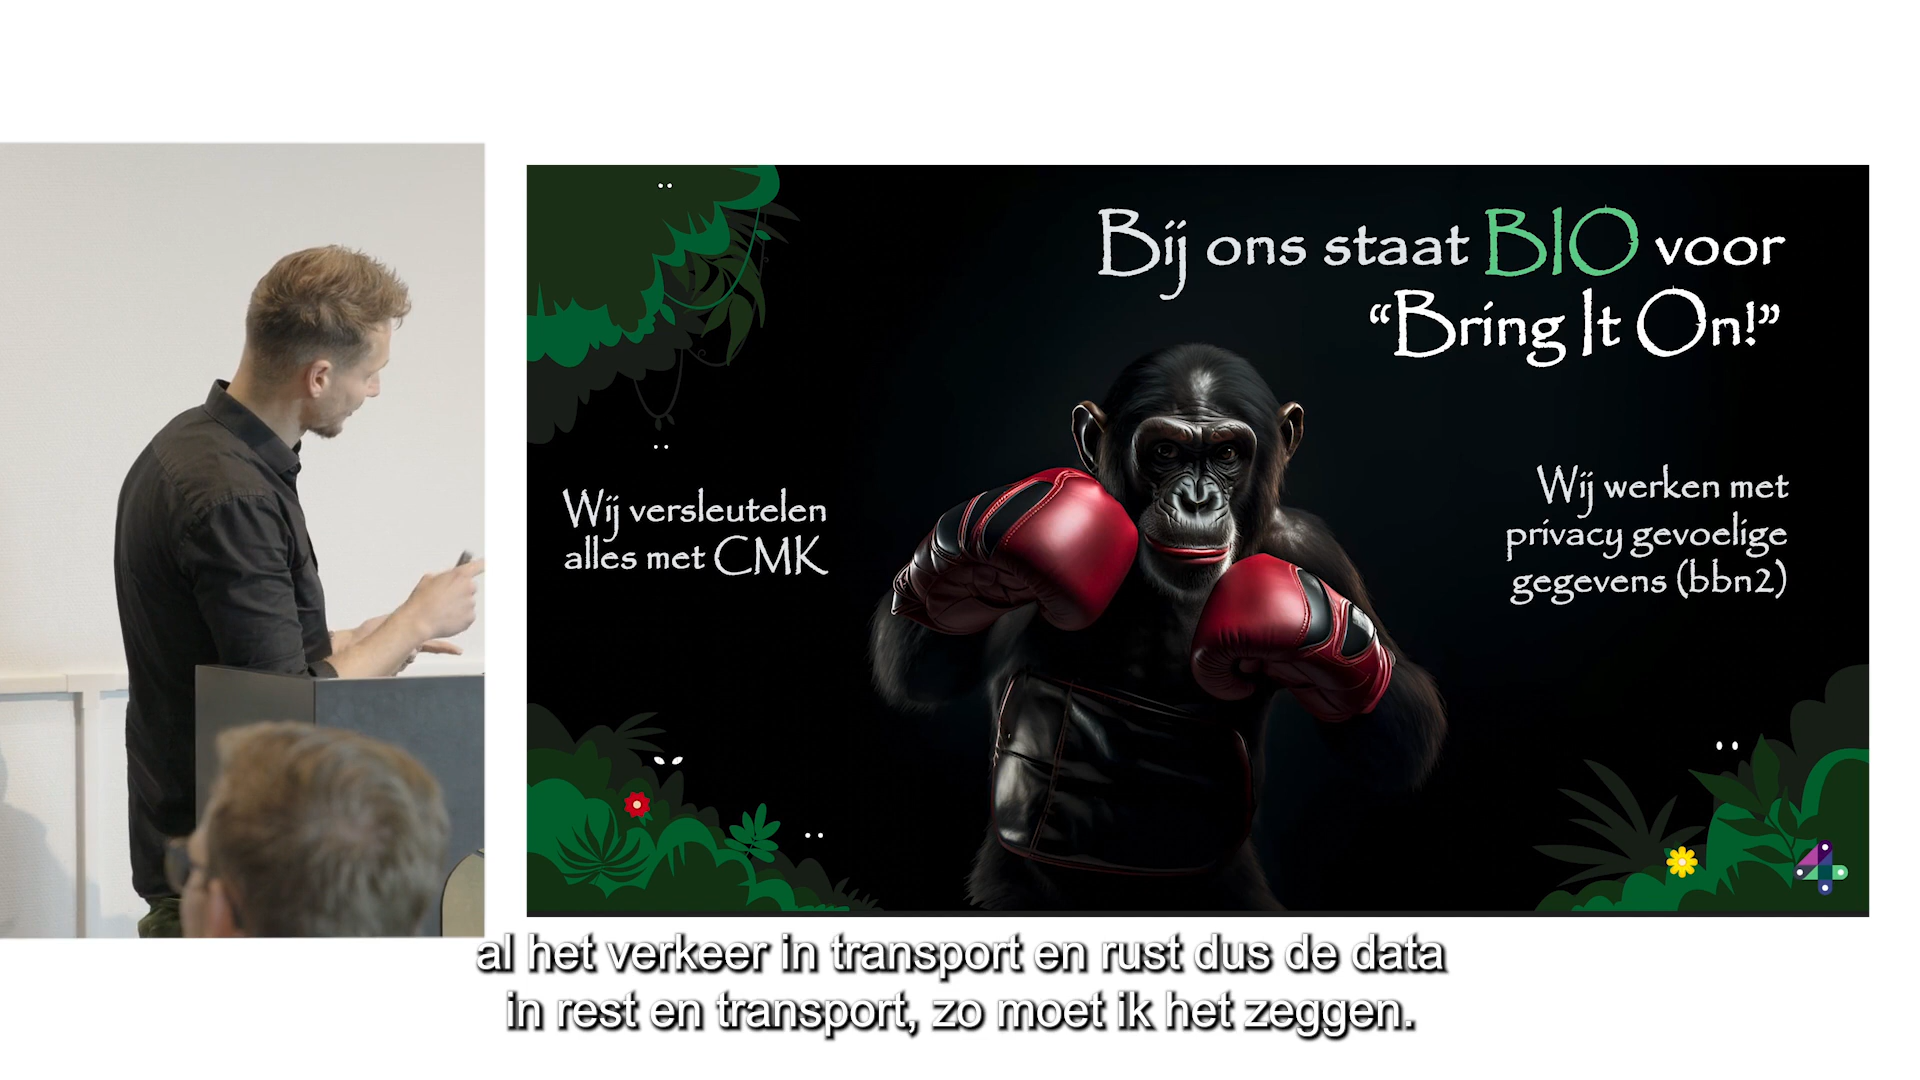 Bij ons staat BIO voor
“Bring It On!”
Wij versleutelen
alles met CMK
Wij werken met
privacy gevoelige
gegevens (bbn2)
al het verkeer in transport en rust dus de data
in rest en transport, zo moet ik het zeggen.